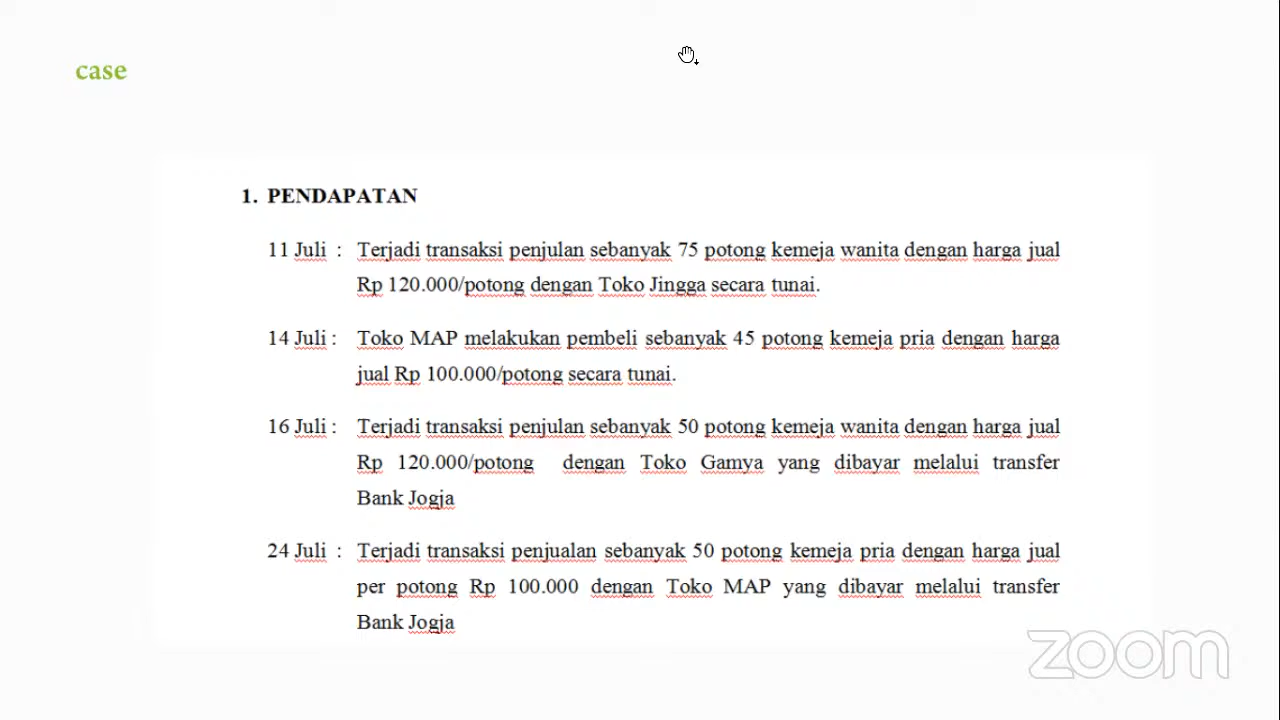 case
1. PENDAPATAN
11 Juli : Terjadi transaksi penjulan sebanyak 75 potong kemeja wanita dengan harga jual
Rp 120.000/potong dengan Toko Jingga secara tunai.
14 Juli : Toko MAP melakukan pembeli sebanyak 45 potong kemeja pria dengan harga
jual Rp 100.000/potong secara tunai.
16 Juli : Terjadi transaksi penjulan sebanyak 50 potong kemeja wanita dengan harga jual
Rp 120.000/potong dengan Toko Gamya yang dibayar melalui transfer
Bank Jogja
24 Juli : Terjadi transaksi penjualan sebanyak 50 potong kemeja pria dengan harga jual
per potong Rp 100.000 dengan Toko MAP yang dibayar melalui transfer
Bank Jogja
zoom